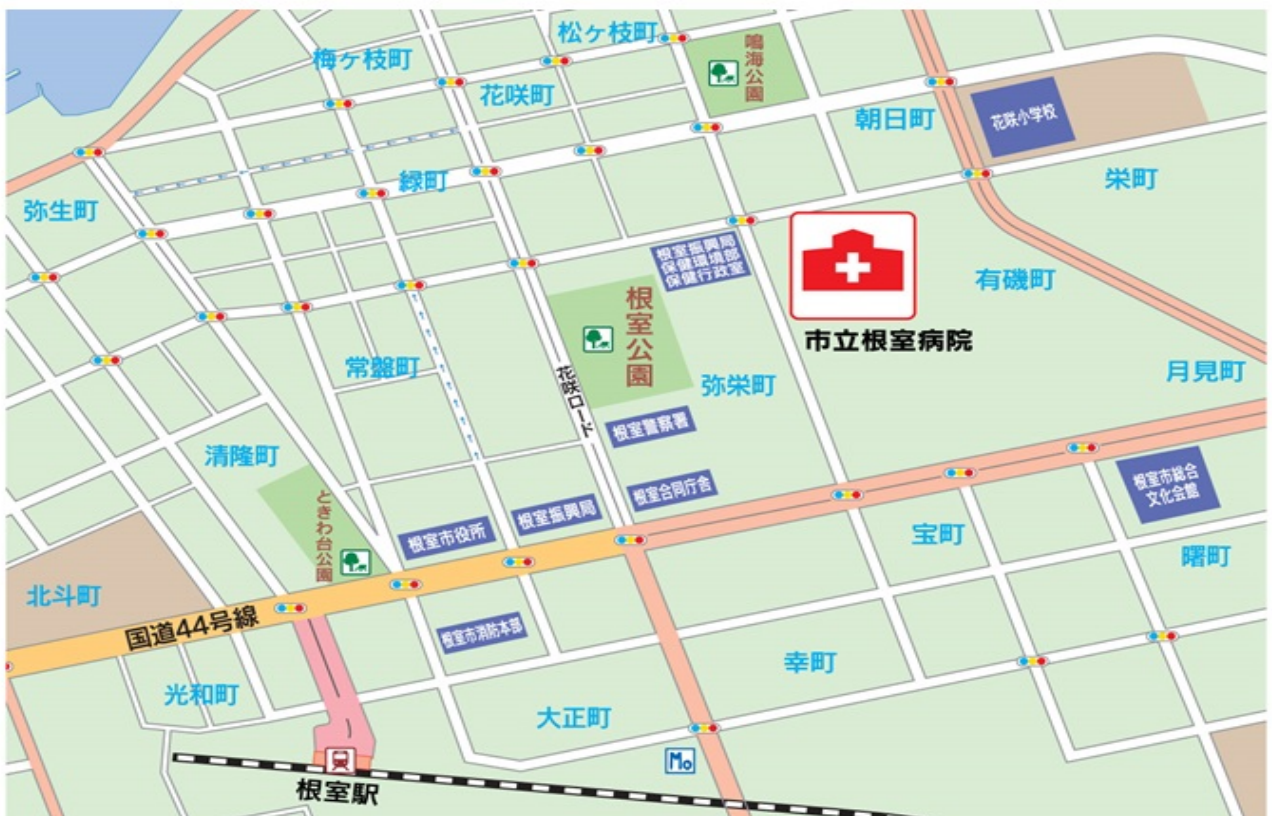 松ヶ枝町
鳴海公園
梅ヶ枝町
花咲町
朝日町
花咲小学校
緑町
栄町
弥生町
根室振興局
保健環境部
保健行政室
有磯町
根室公園
市立根室病院
常盤町
花咲ロード
弥栄町
月見町
根室警察署
清隆町
ときわ台公園
根室合同庁舎
根室市総合
文化会館
根室振興局
根室市役所
宝町
曙町
北斗町
国道44号線
根室市消防本部
幸町
光和町
大正町
Mo
根室駅